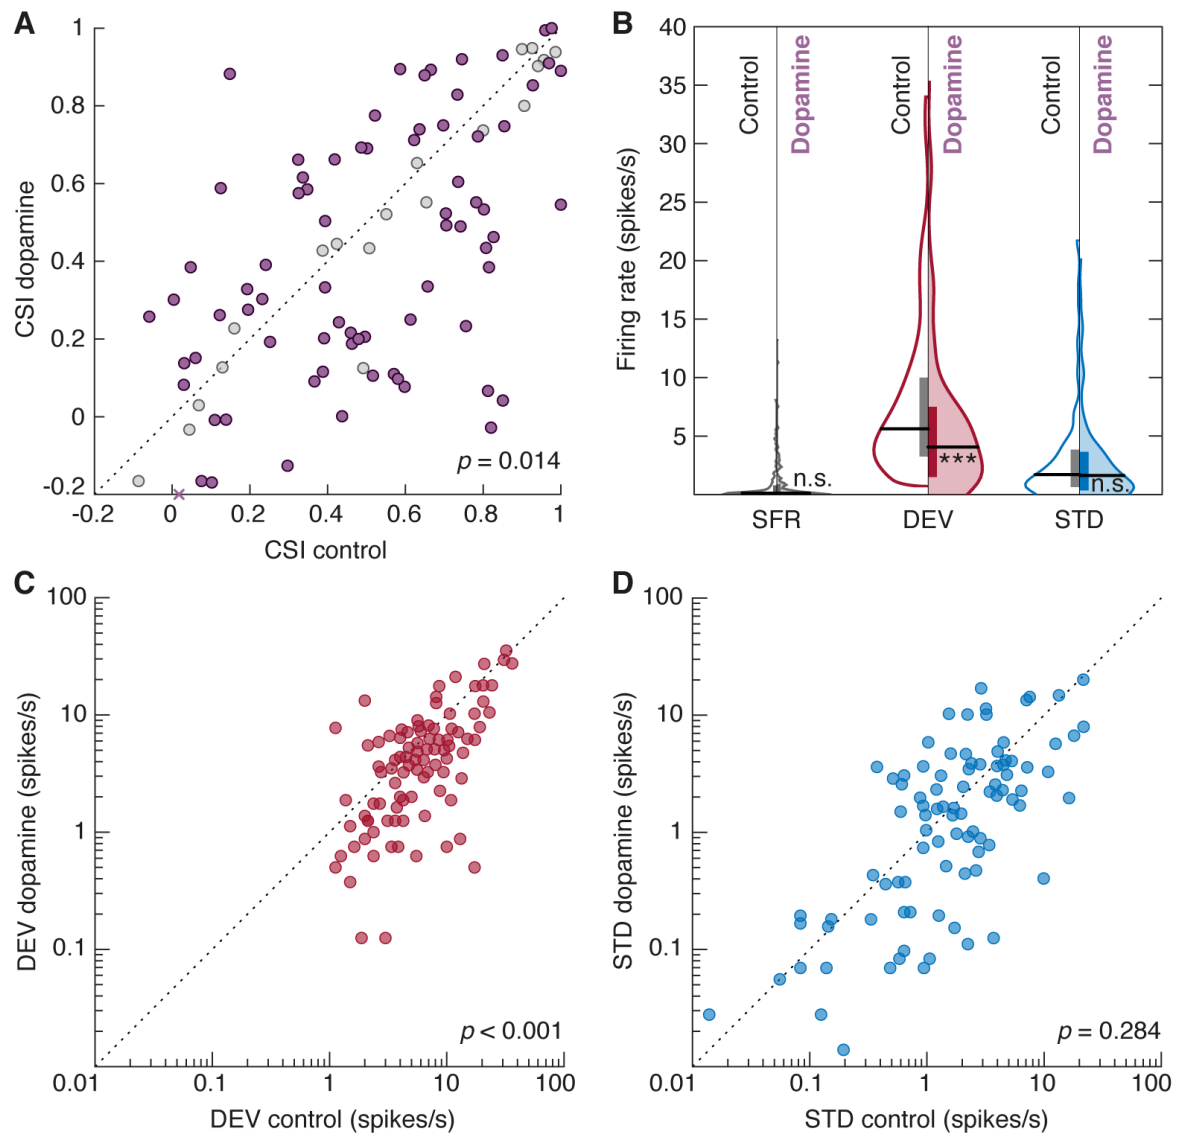 A
1
0.8
0.6
0.4
0.2
0
-0.2
CSI dopamine
p = 0.014
-0.2 0 0.2 0.4 0.6 0.8 1
CSI control
B
40
35
30
25
20
15
10
5
Firing rate (spikes/s)
Control
Dopamine
Control
Dopamine
Control
Dopamine
n.s.
***
n.s.
SFR DEV STD
C
100
10
1
0.1
DEV dopamine (spikes/s)
p < 0.001
0.01 0.1 1 10 100
DEV control (spikes/s)
D
100
10
1
0.1
STD dopamine (spikes/s)
p = 0.284
0.01 0.1 1 10 100
STD control (spikes/s)